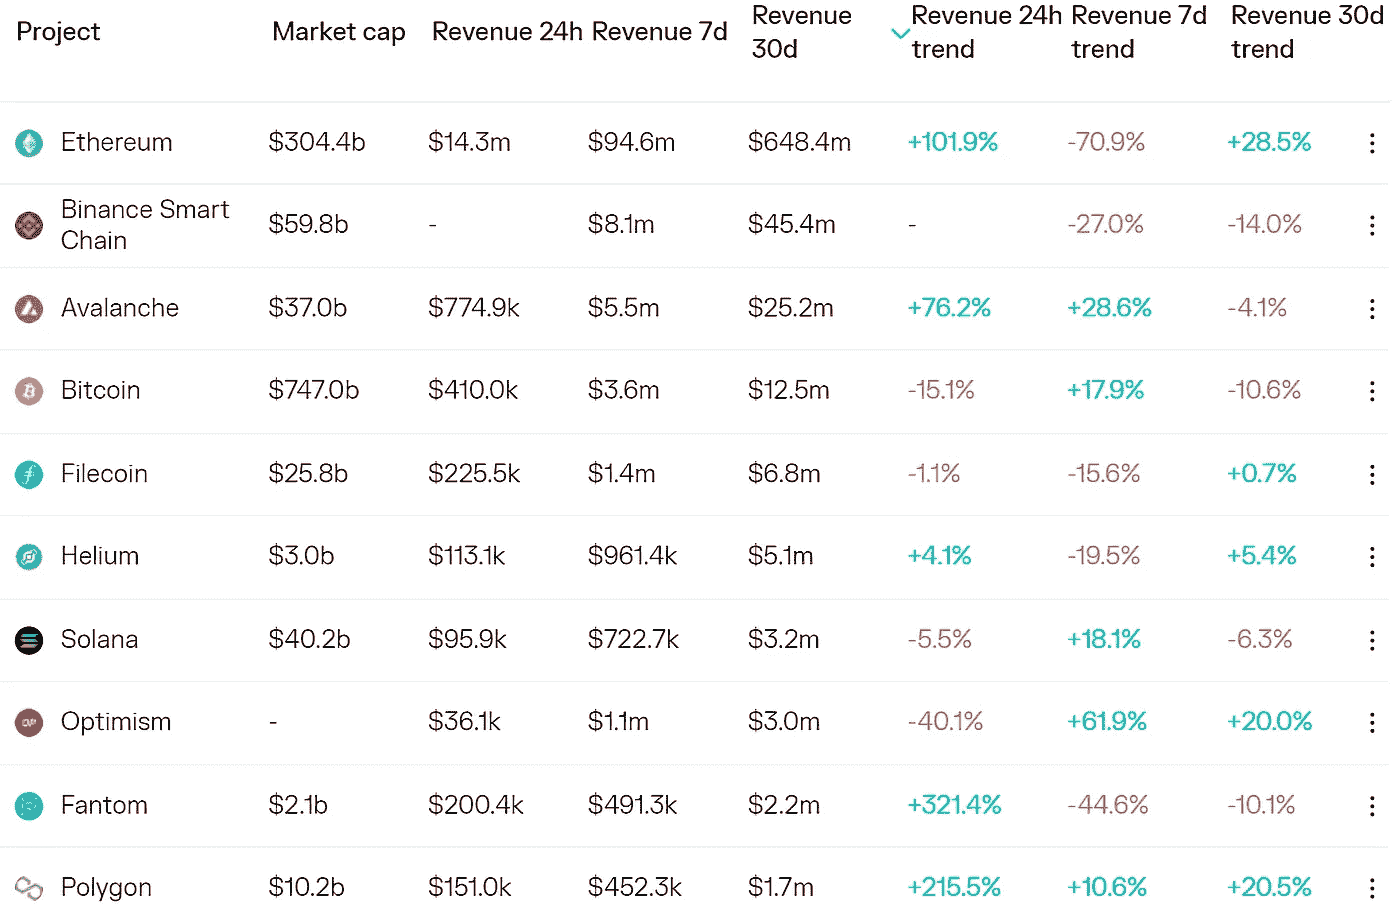 Project Market cap Revenue 24h Revenue 7d Revenue 30d Revenue 24h trend Revenue 7d trend Revenue 30d trend
Ethereum $304.4b $14.3m $94.6m $648.4m +101.9% -70.9% +28.5%
Binance Smart Chain $59.8b - $8.1m $45.4m - -27.0% -14.0%
Avalanche $37.0b $774.9k $5.5m $25.2m +76.2% +28.6% -4.1%
Bitcoin $747.0b $410.0k $3.6m $12.5m -15.1% +17.9% -10.6%
Filecoin $25.8b $225.5k $1.4m $6.8m -1.1% -15.6% +0.7%
Helium $3.0b $113.1k $961.4k $5.1m +4.1% -19.5% +5.4%
Solana $40.2b $95.9k $722.7k $3.2m -5.5% +18.1% -6.3%
Optimism - $36.1k $1.1m $3.0m -40.1% +61.9% +20.0%
Fantom $2.1b $200.4k $491.3k $2.2m +321.4% -44.6% -10.1%
Polygon $10.2b $151.0k $452.3k $1.7m +215.5% +10.6% +20.5%